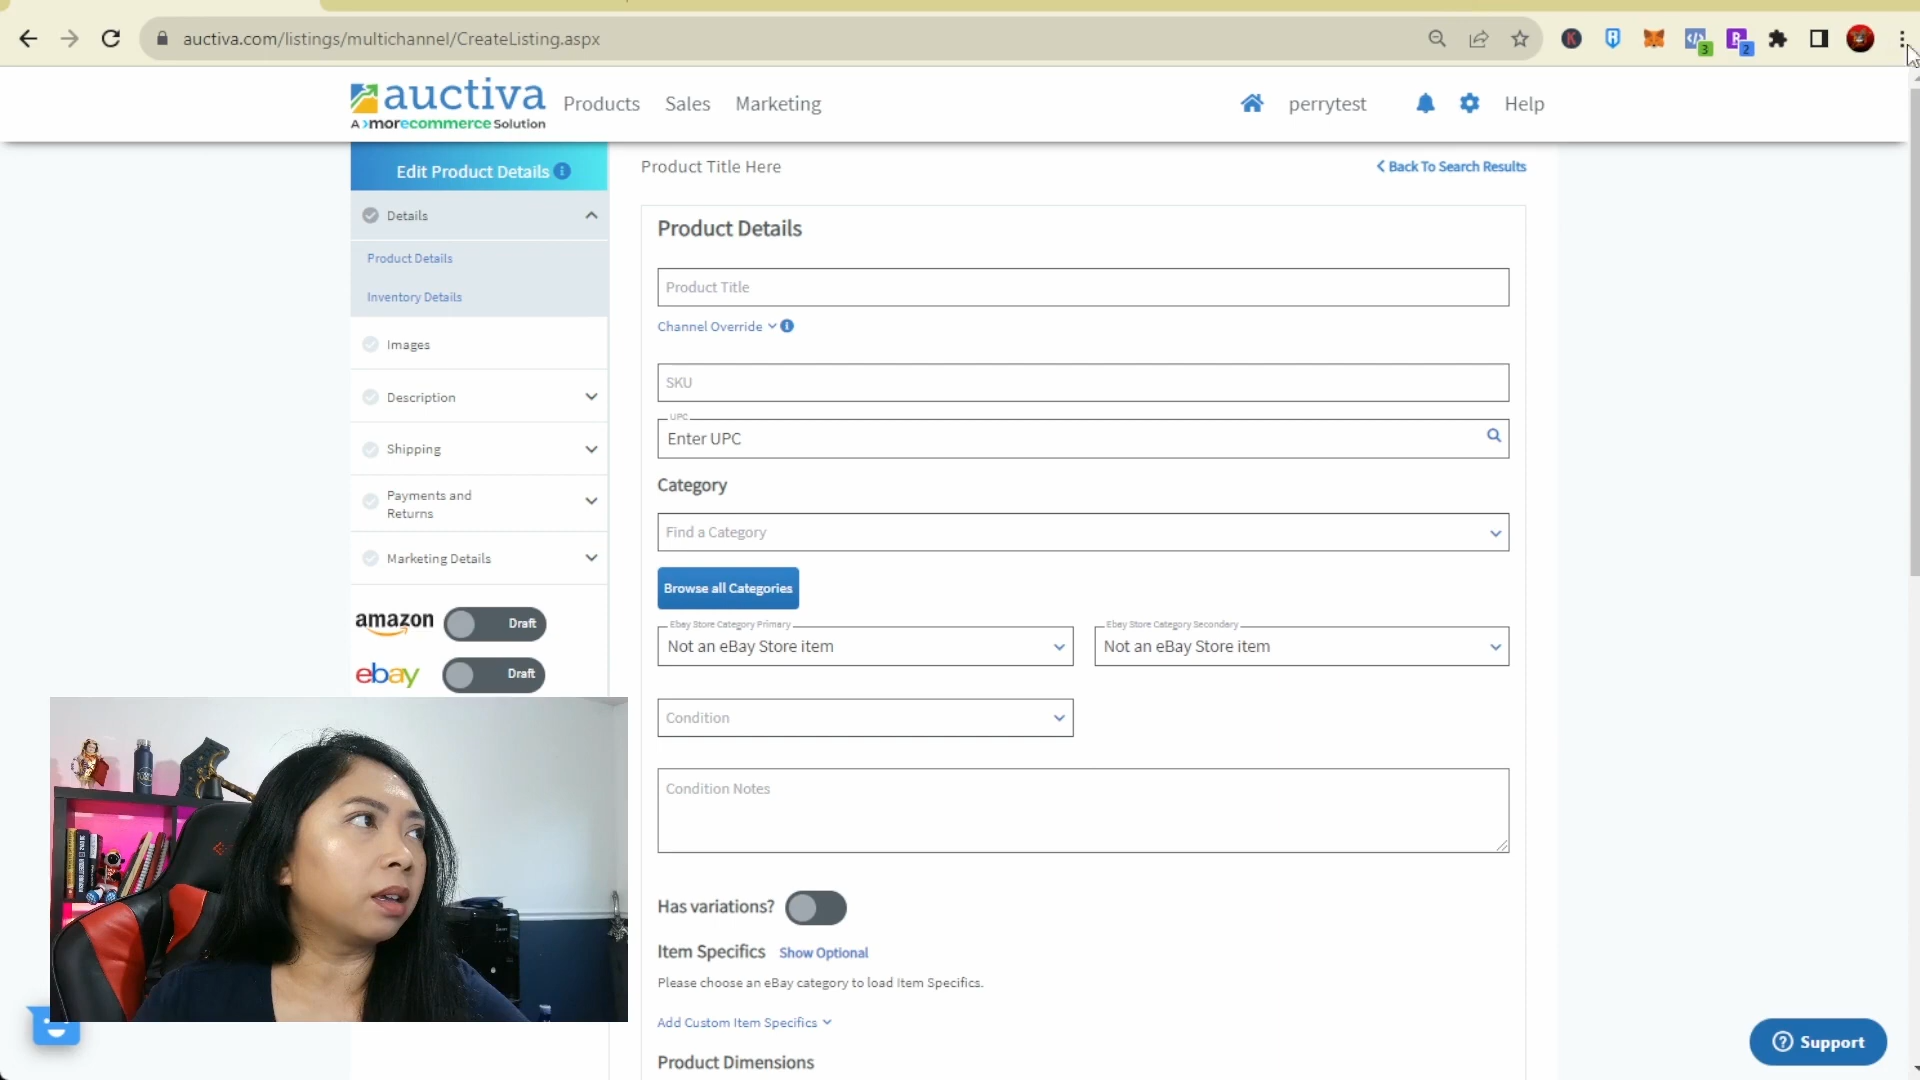 auctiva.com/listings/multichannel/CreateListing.aspx
3
2
auctiva
A >morecommerce Solution
Products
Sales
Marketing
perrytest
Help
Edit Product Details
Details
Product Details
Inventory Details
Images
Description
Shipping
Payments and
Returns
Marketing Details
amazon
Draft
ebay
Draft
Product Title Here
Back To Search Results
Product Details
Product Title
Channel Override
SKU
UPC
Enter UPC
Category
Find a Category
Browse all Categories
Ebay Store Category Primary
Not an eBay Store item
Ebay Store Category Secondary
Not an eBay Store item
Condition
Condition Notes
Has variations?
Item Specifics
Show Optional
Please choose an eBay category to load Item Specifics.
Add Custom Item Specifics
Product Dimensions
Support